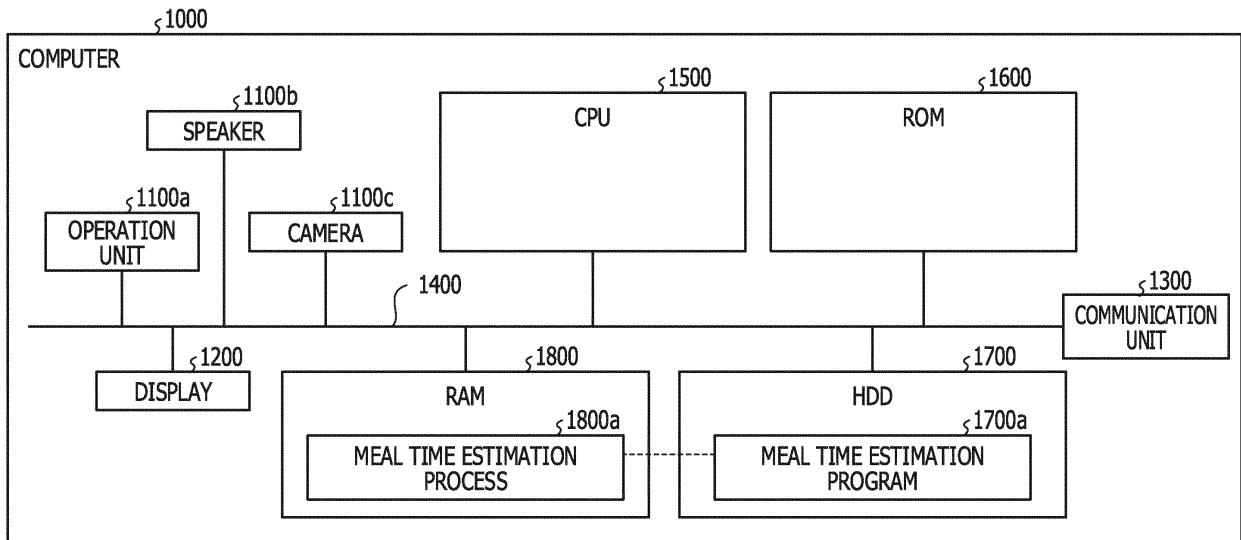 1000
COMPUTER
1100b
SPEAKER
1500
CPU
1600
ROM
1100a
OPERATION
UNIT
1100c
CAMERA
1400
1300
COMMUNICATION
UNIT
1200
DISPLAY
1800
RAM
1800a
MEAL TIME ESTIMATION
PROCESS
1700
HDD
1700a
MEAL TIME ESTIMATION
PROGRAM